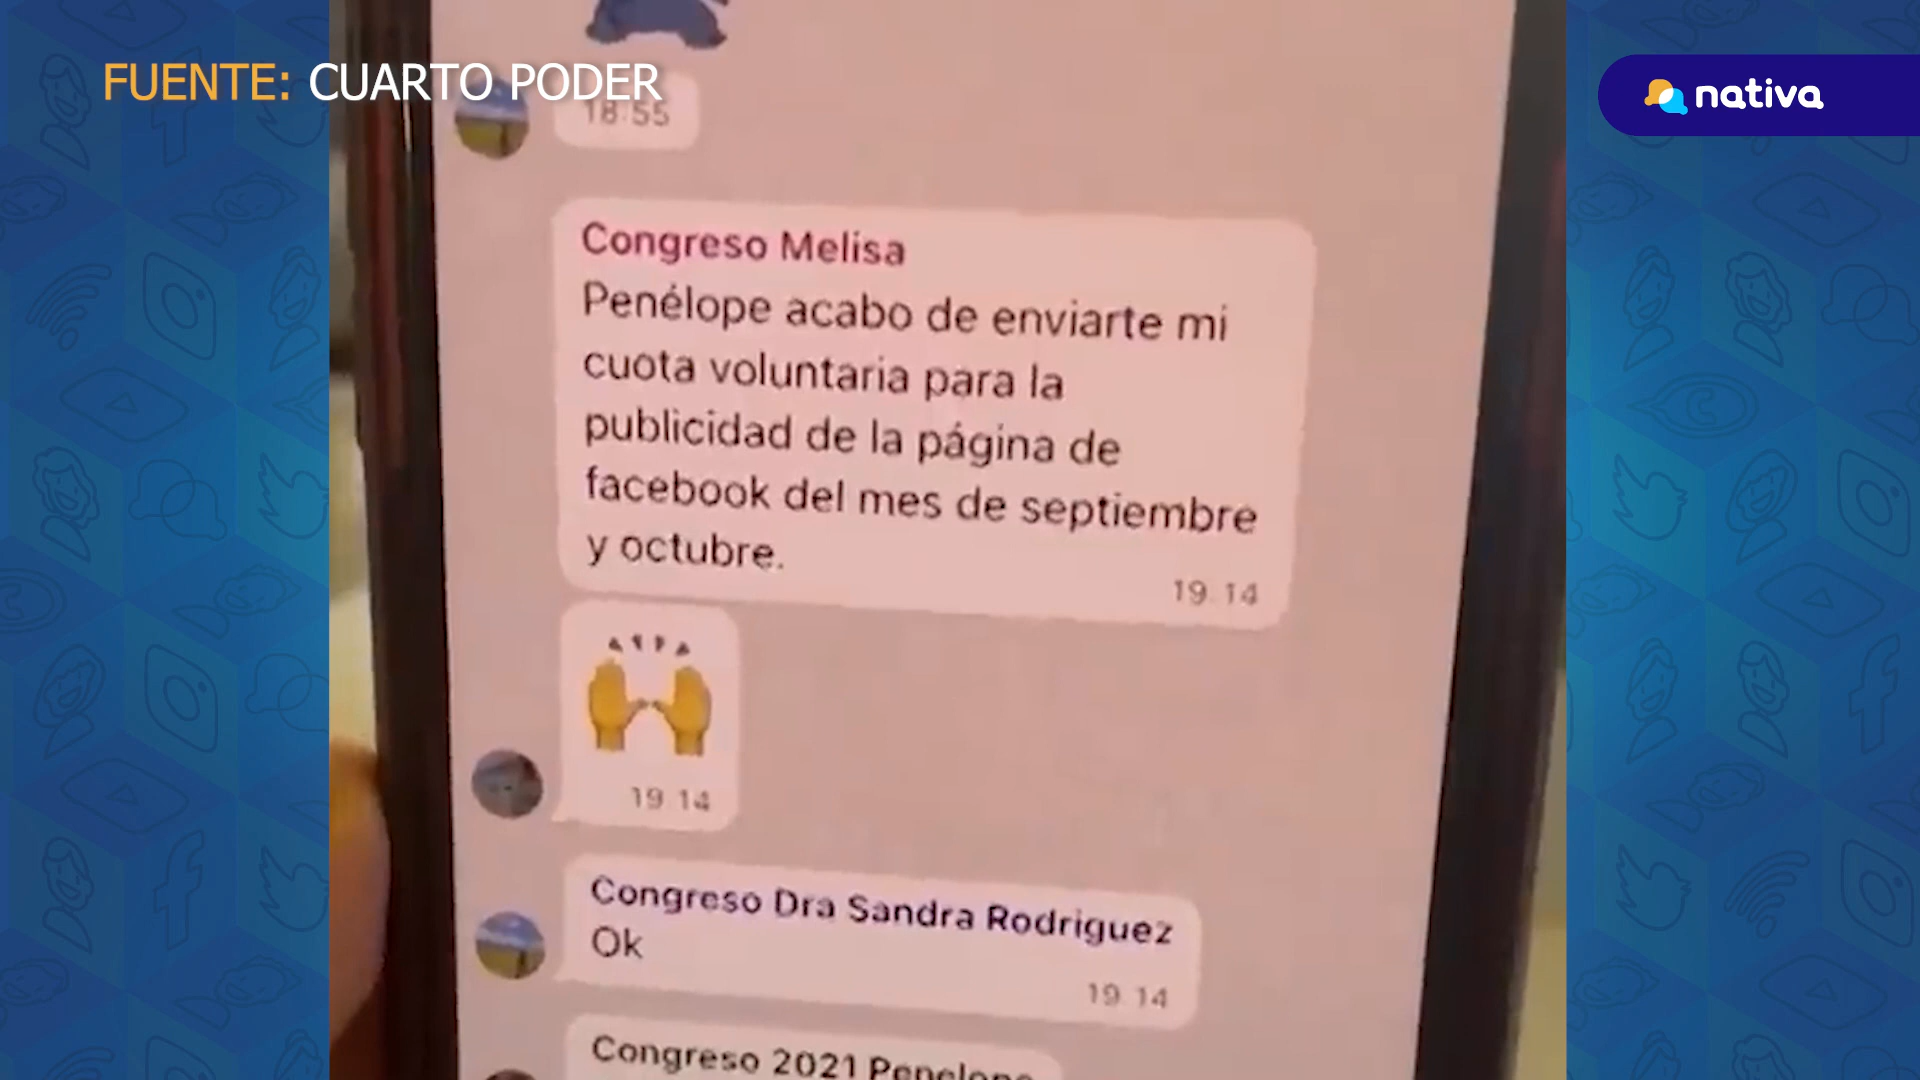 FUENTE: CUARTO PODER
nativa
18:55
Congreso Melisa
Penélope acabo de enviarte mi
cuota voluntaria para la
publicidad de la página de
facebook del mes de septiembre
y octubre.
19:14
19:14
Congreso Dra Sandra Rodriguez
Ok
19:14
Congreso 2021 Penelope